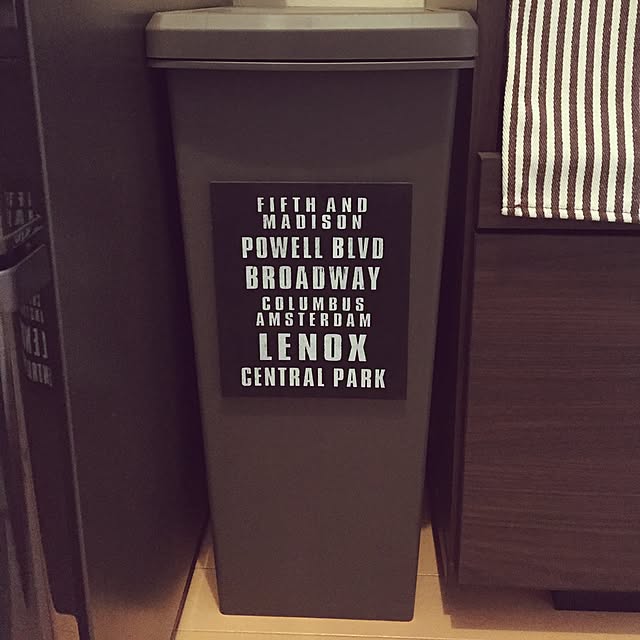 FIFTH AND
MADISON
POWELL BLVD
BROADWAY
COLUMBUS
AMSTERDAM
LENOX
CENTRAL PARK